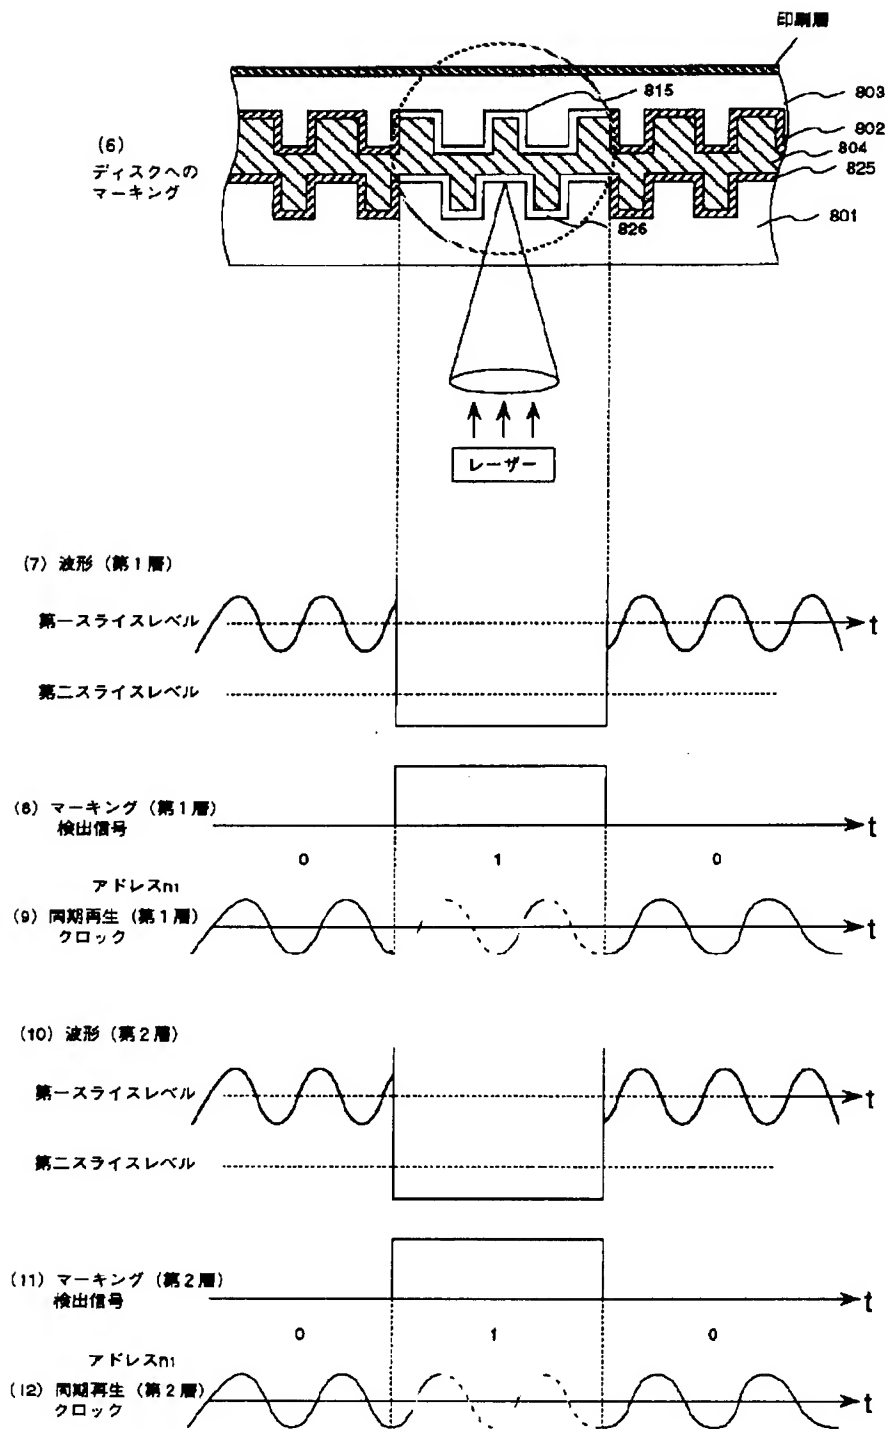 印刷層
815
803
802
804
825
(6)
ディスクへの
マーキング
801
826
レーザー
(7) 波形 (第1層)
第一スライスレベル
t
第二スライスレベル
(8) マーキング (第1層)
検出信号
t
0
1
0
アドレスn1
(9) 同期再生 (第1層)
クロック
t
(10) 波形 (第2層)
第一スライスレベル
t
第二スライスレベル
(11) マーキング (第2層)
検出信号
t
0
1
0
アドレスn1
(12) 同期再生 (第2層)
クロック
t